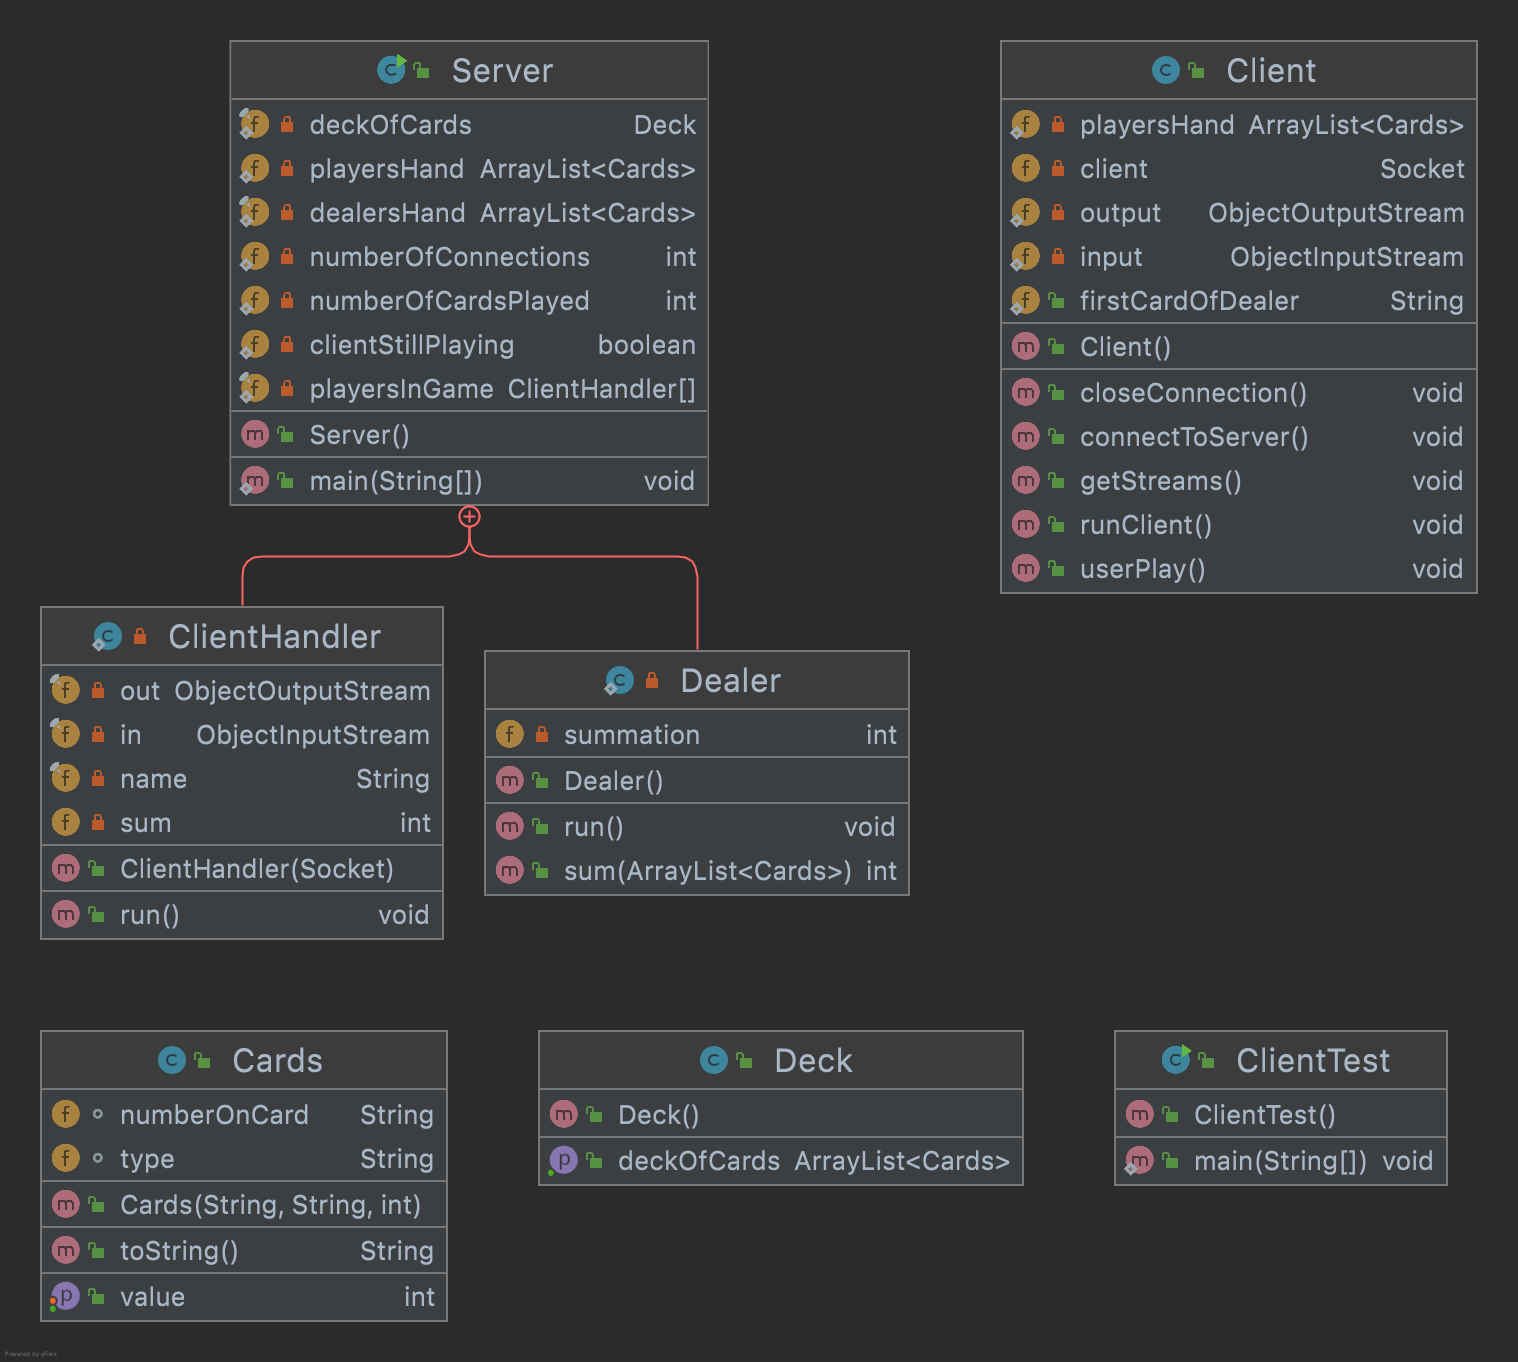 Server
deckOfCards Deck
playersHand ArrayList<Cards>
dealersHand ArrayList<Cards>
numberOfConnections int
numberOfCardsPlayed int
clientStillPlaying boolean
playersInGame ClientHandler[]
Server()
main(String[]) void
Client
playersHand ArrayList<Cards>
client Socket
output ObjectOutputStream
input ObjectInputStream
firstCardOfDealer String
Client()
closeConnection() void
connectToServer() void
getStreams() void
runClient() void
userPlay() void
ClientHandler
out ObjectOutputStream
in ObjectInputStream
name String
sum int
ClientHandler(Socket)
run() void
Dealer
summation int
Dealer()
run() void
sum(ArrayList<Cards>) int
Cards
numberOnCard String
type String
Cards(String, String, int)
toString() String
value int
Deck
Deck()
deckOfCards ArrayList<Cards>
ClientTest
ClientTest()
main(String[]) void
Powered by yFiles